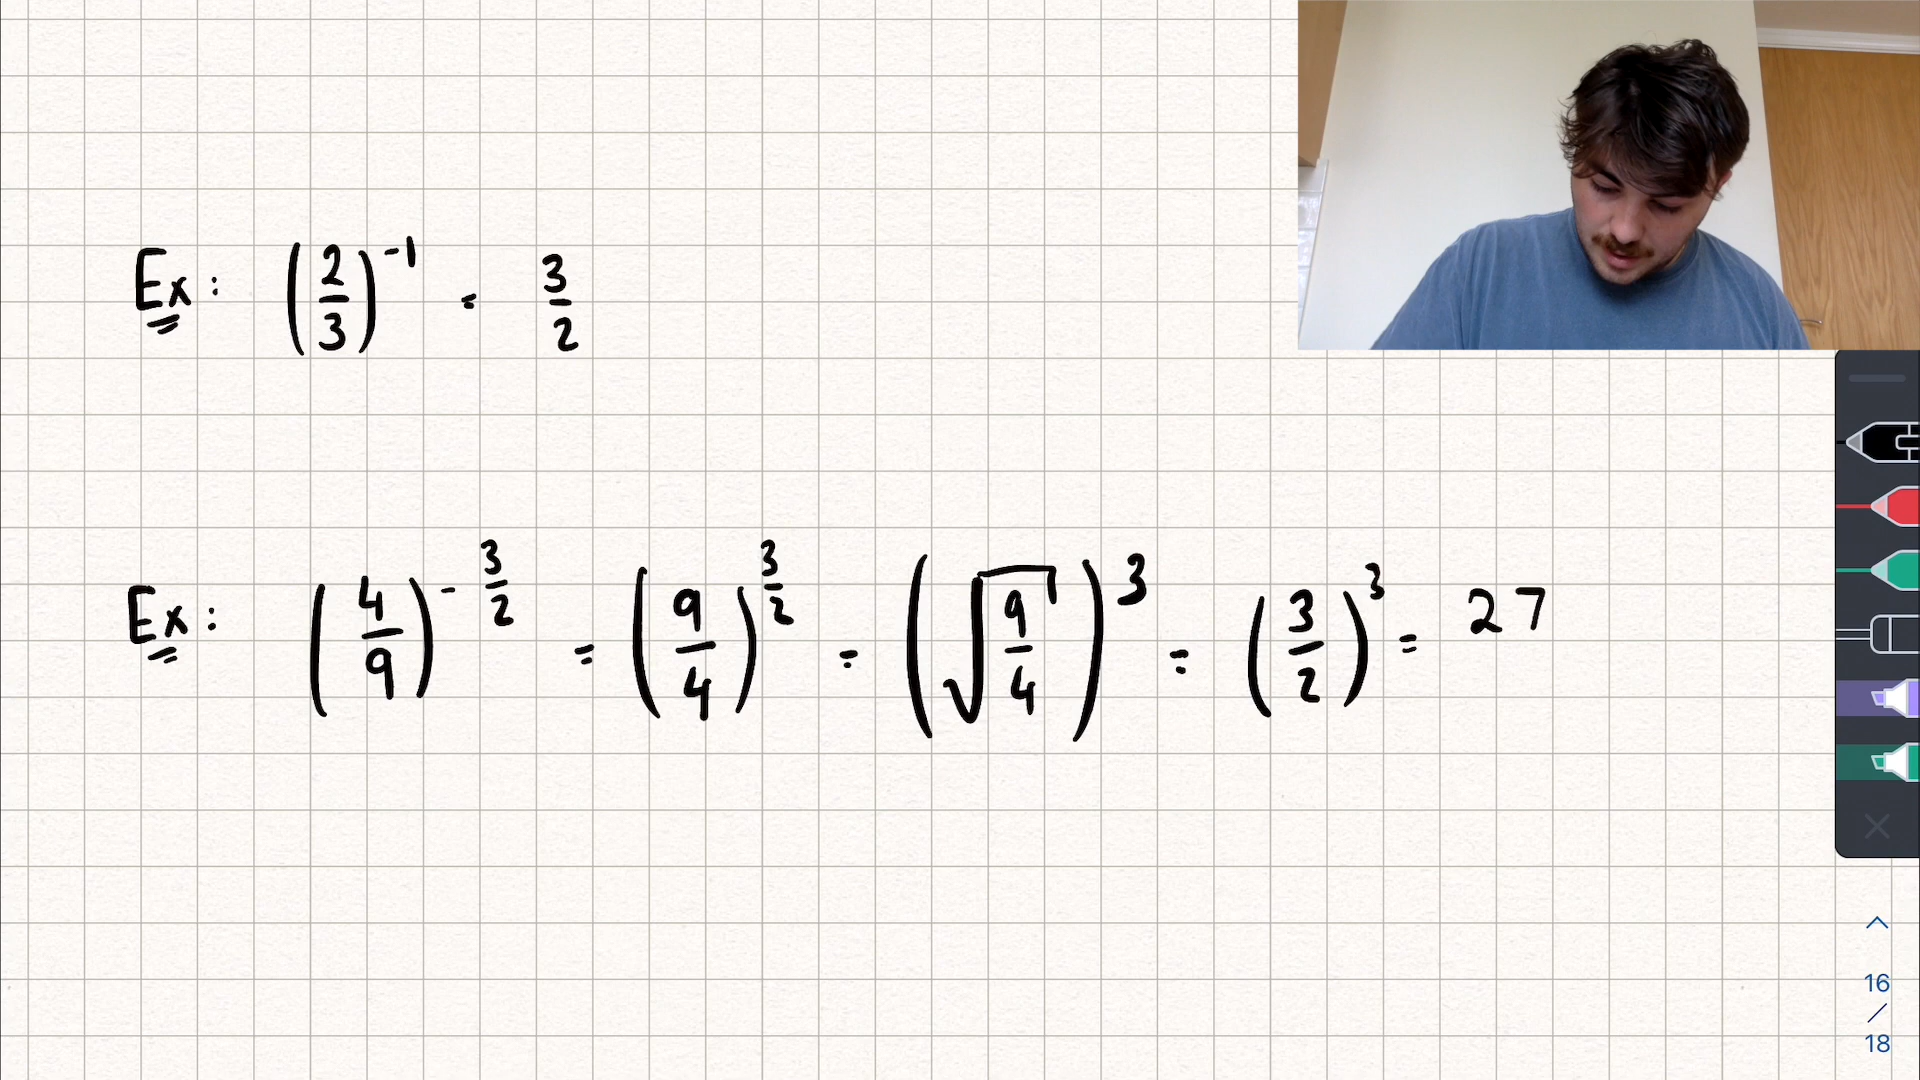 Ex: (2/3)^-1 = 3/2
Ex: (4/9)^-3/2 = (9/4)^3/2 = (√9/4)^3 = (3/2)^3 = 27
16
/
18